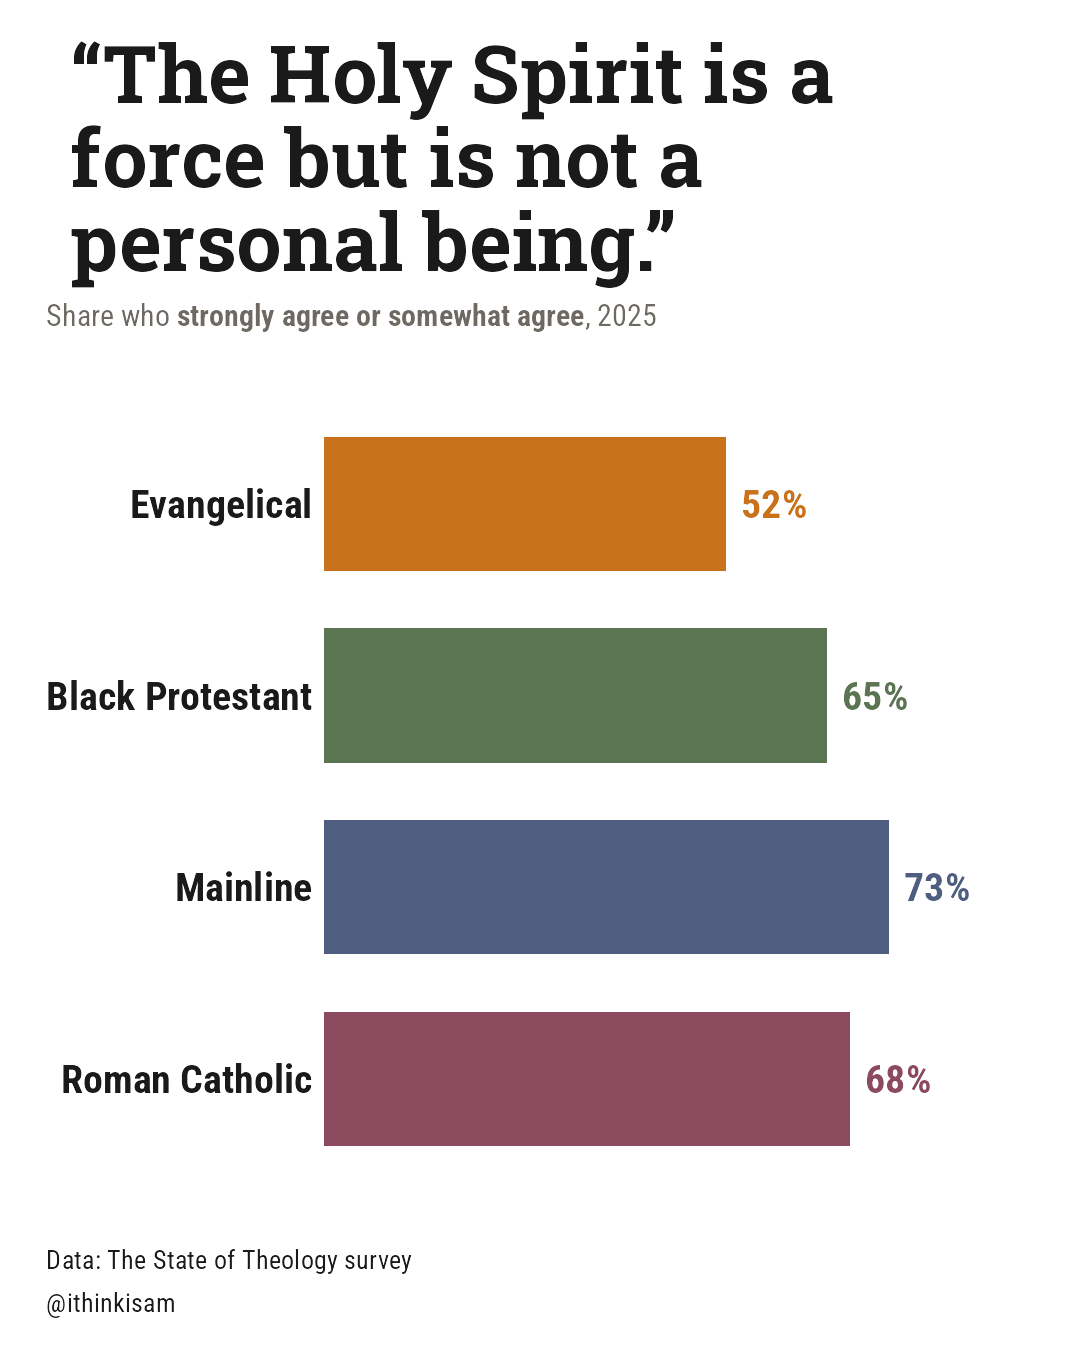 “The Holy Spirit is a
force but is not a
personal being.”
Share who strongly agree or somewhat agree, 2025
Evangelical 52%
Black Protestant 65%
Mainline 73%
Roman Catholic 68%
Data: The State of Theology survey
@ithinkisam